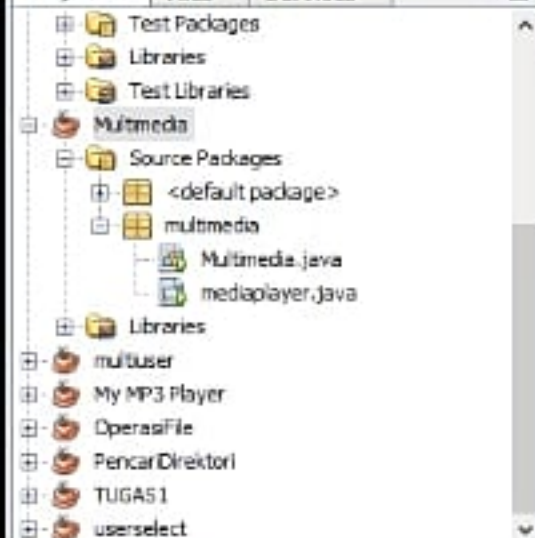 Test Packages
Libraries
Test Libraries
Multimedia
Source Packages
<default package>
multimedia
Multimedia.java
mediaplayer.java
Libraries
multiuser
My MP3 Player
OperasiFile
PencariDirektori
TUGAS1
userselect